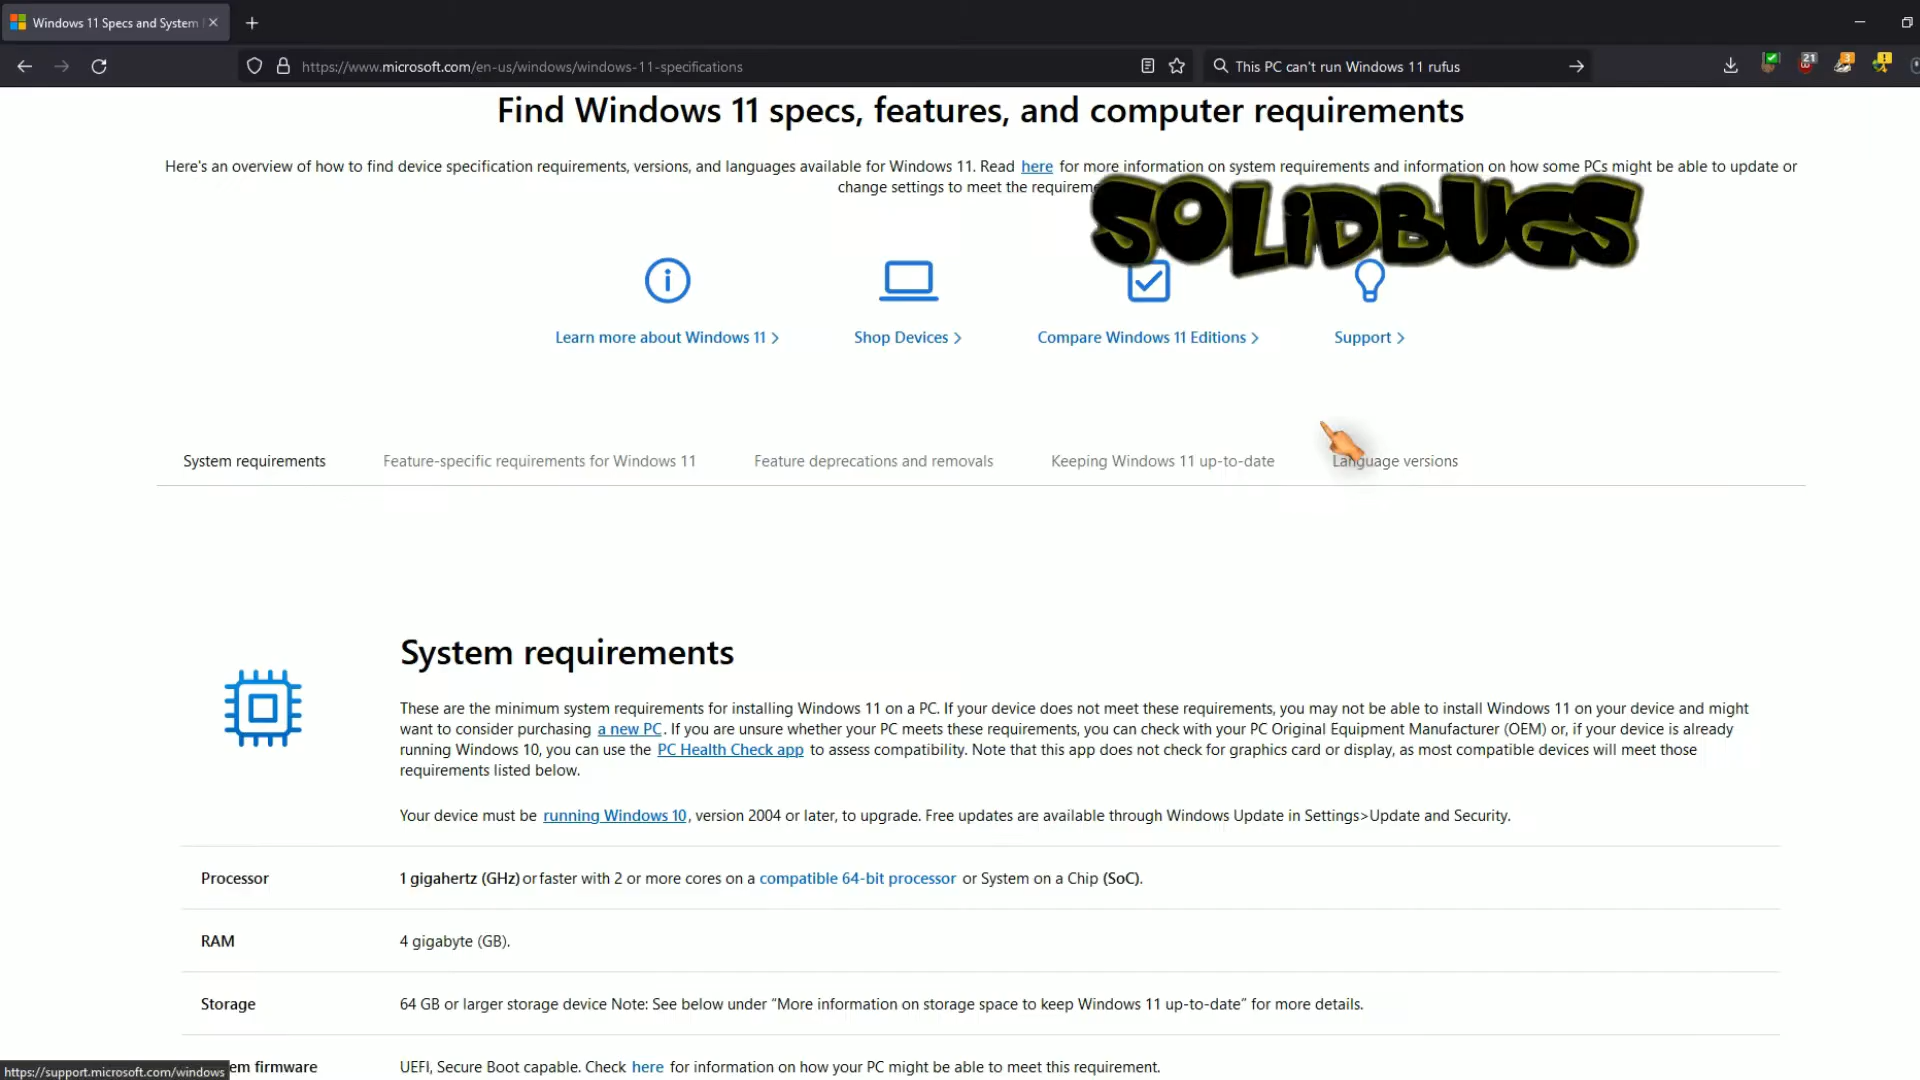 Windows 11 Specs and System
https://www.microsoft.com/en-us/windows/windows-11-specifications
This PC can't run Windows 11 rufus
21
3
Find Windows 11 specs, features, and computer requirements
Here's an overview of how to find device specification requirements, versions, and languages available for Windows 11. Read here for more information on system requirements and information on how some PCs might be able to update or
change settings to meet the requireme
SOLiDBUGS
Learn more about Windows 11
Shop Devices
Compare Windows 11 Editions
Support
System requirements
Feature-specific requirements for Windows 11
Feature deprecations and removals
Keeping Windows 11 up-to-date
Language versions
System requirements
These are the minimum system requirements for installing Windows 11 on a PC. If your device does not meet these requirements, you may not be able to install Windows 11 on your device and might
want to consider purchasing a new PC. If you are unsure whether your PC meets these requirements, you can check with your PC Original Equipment Manufacturer (OEM) or, if your device is already
running Windows 10, you can use the PC Health Check app to assess compatibility. Note that this app does not check for graphics card or display, as most compatible devices will meet those
requirements listed below.
Your device must be running Windows 10, version 2004 or later, to upgrade. Free updates are available through Windows Update in Settings>Update and Security.
Processor 1 gigahertz (GHz) or faster with 2 or more cores on a compatible 64-bit processor or System on a Chip (SoC).
RAM 4 gigabyte (GB).
Storage 64 GB or larger storage device Note: See below under “More information on storage space to keep Windows 11 up-to-date” for more details.
em firmware UEFI, Secure Boot capable. Check here for information on how your PC might be able to meet this requirement.
https://support.microsoft.com/windows